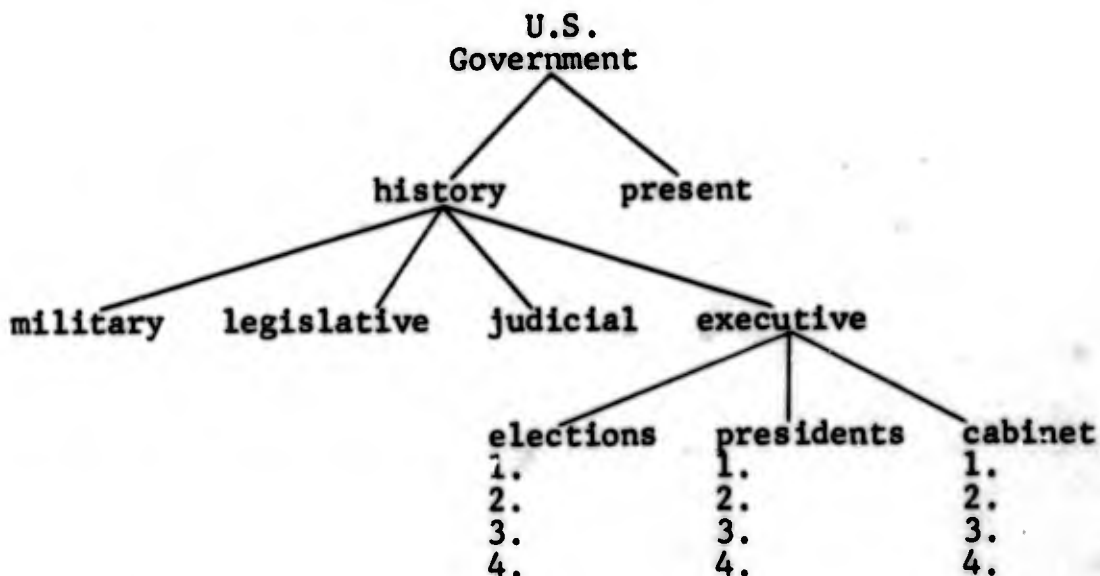 U.S.
Government
history present
military legislative judicial executive
elections presidents cabinet
1. 1. 1.
2. 2. 2.
3. 3. 3.
4. 4. 4.